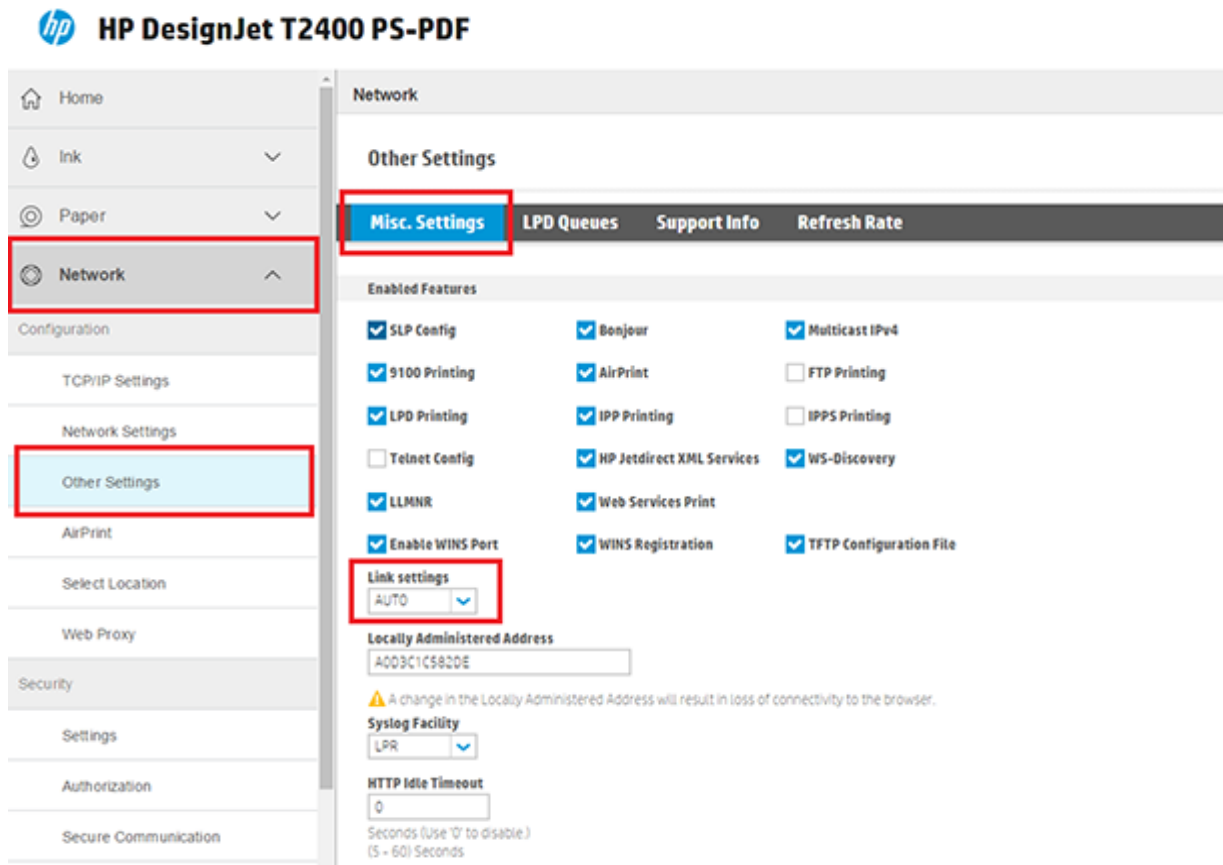 hp HP DesignJet T2400 PS-PDF
Home
Ink
Paper
Network
Configuration
TCP/IP Settings
Network Settings
Other Settings
AirPrint
Select Location
Web Proxy
Security
Settings
Authorization
Secure Communication
Network
Other Settings
Misc. Settings LPD Queues Support Info Refresh Rate
Enabled Features
SLP Config Bonjour Multicast IPv4
9100 Printing AirPrint FTP Printing
LPD Printing IPP Printing IPPS Printing
Telnet Config HP Jetdirect XML Services WS-Discovery
LLMNR Web Services Print
Enable WINS Port WINS Registration TFTP Configuration File
Link settings
AUTO
Locally Administered Address
A0D3C1C582DE
A change in the Locally Administered Address will result in loss of connectivity to the browser.
Syslog Facility
LPR
HTTP Idle Timeout
0
Seconds (Use '0' to disable.)
(5 - 60) Seconds